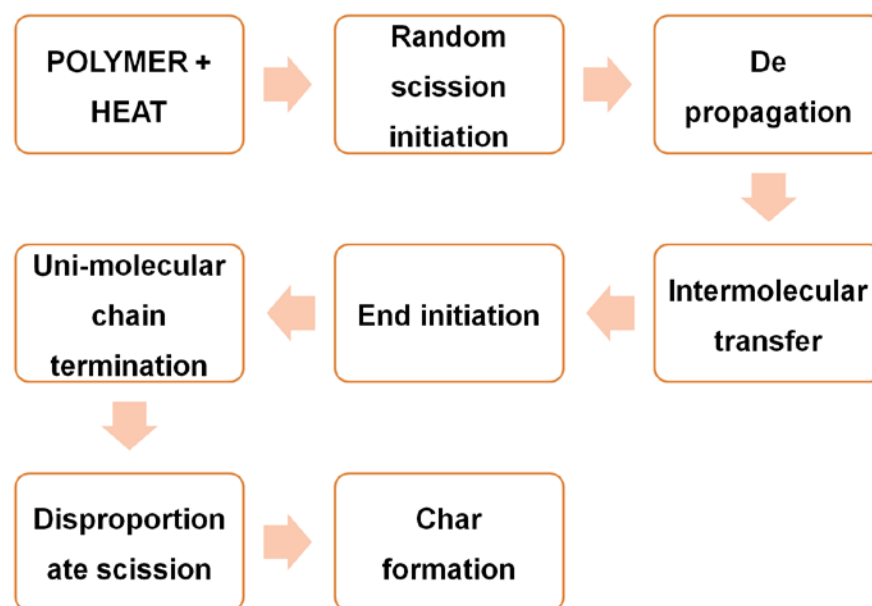 POLYMER +
HEAT
Random
scission
initiation
De
propagation
Intermolecular
transfer
End initiation
Uni-molecular
chain
termination
Disproportion
ate scission
Char
formation